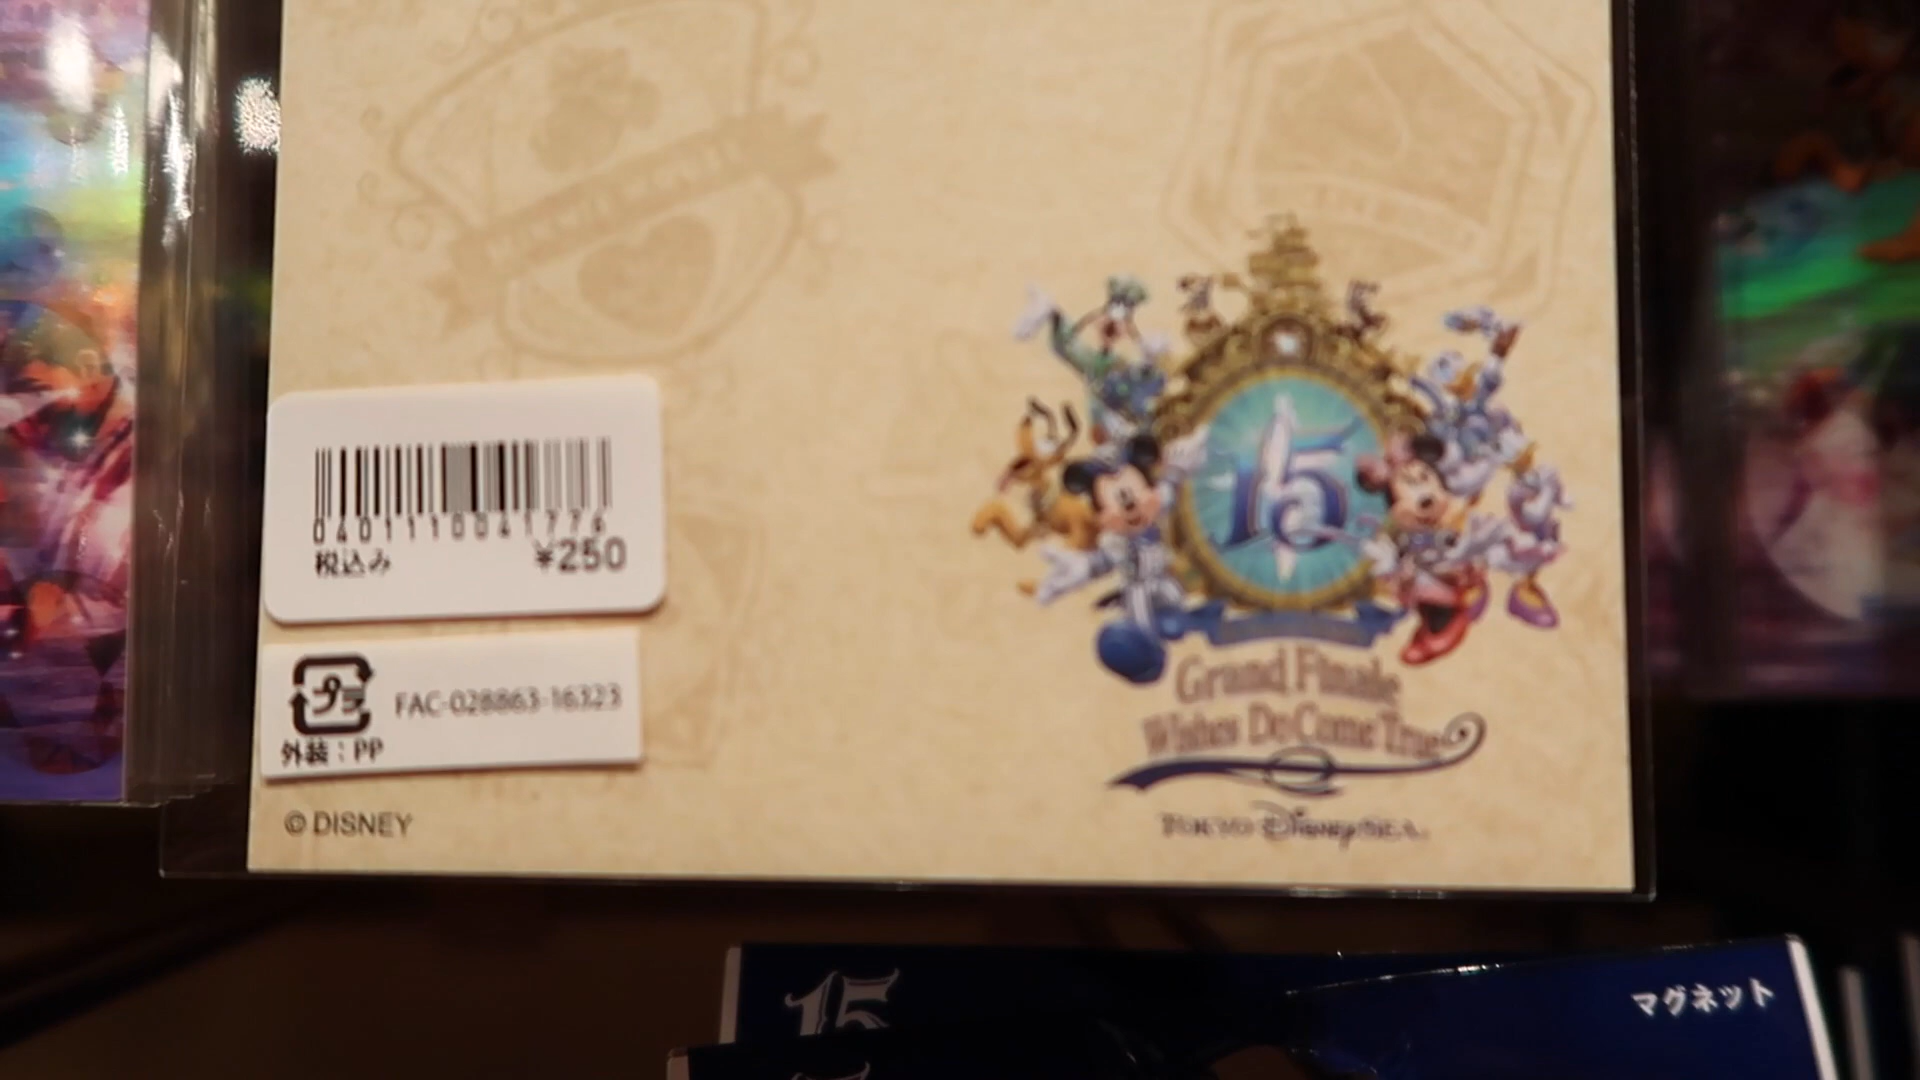 0401110041776
税込み ¥250
プラ FAC-028863-16323
外装：PP
© DISNEY
15
Grand Finale
Wishes Do Come True
TOKYO DISNEYSEA.
15
マグネット